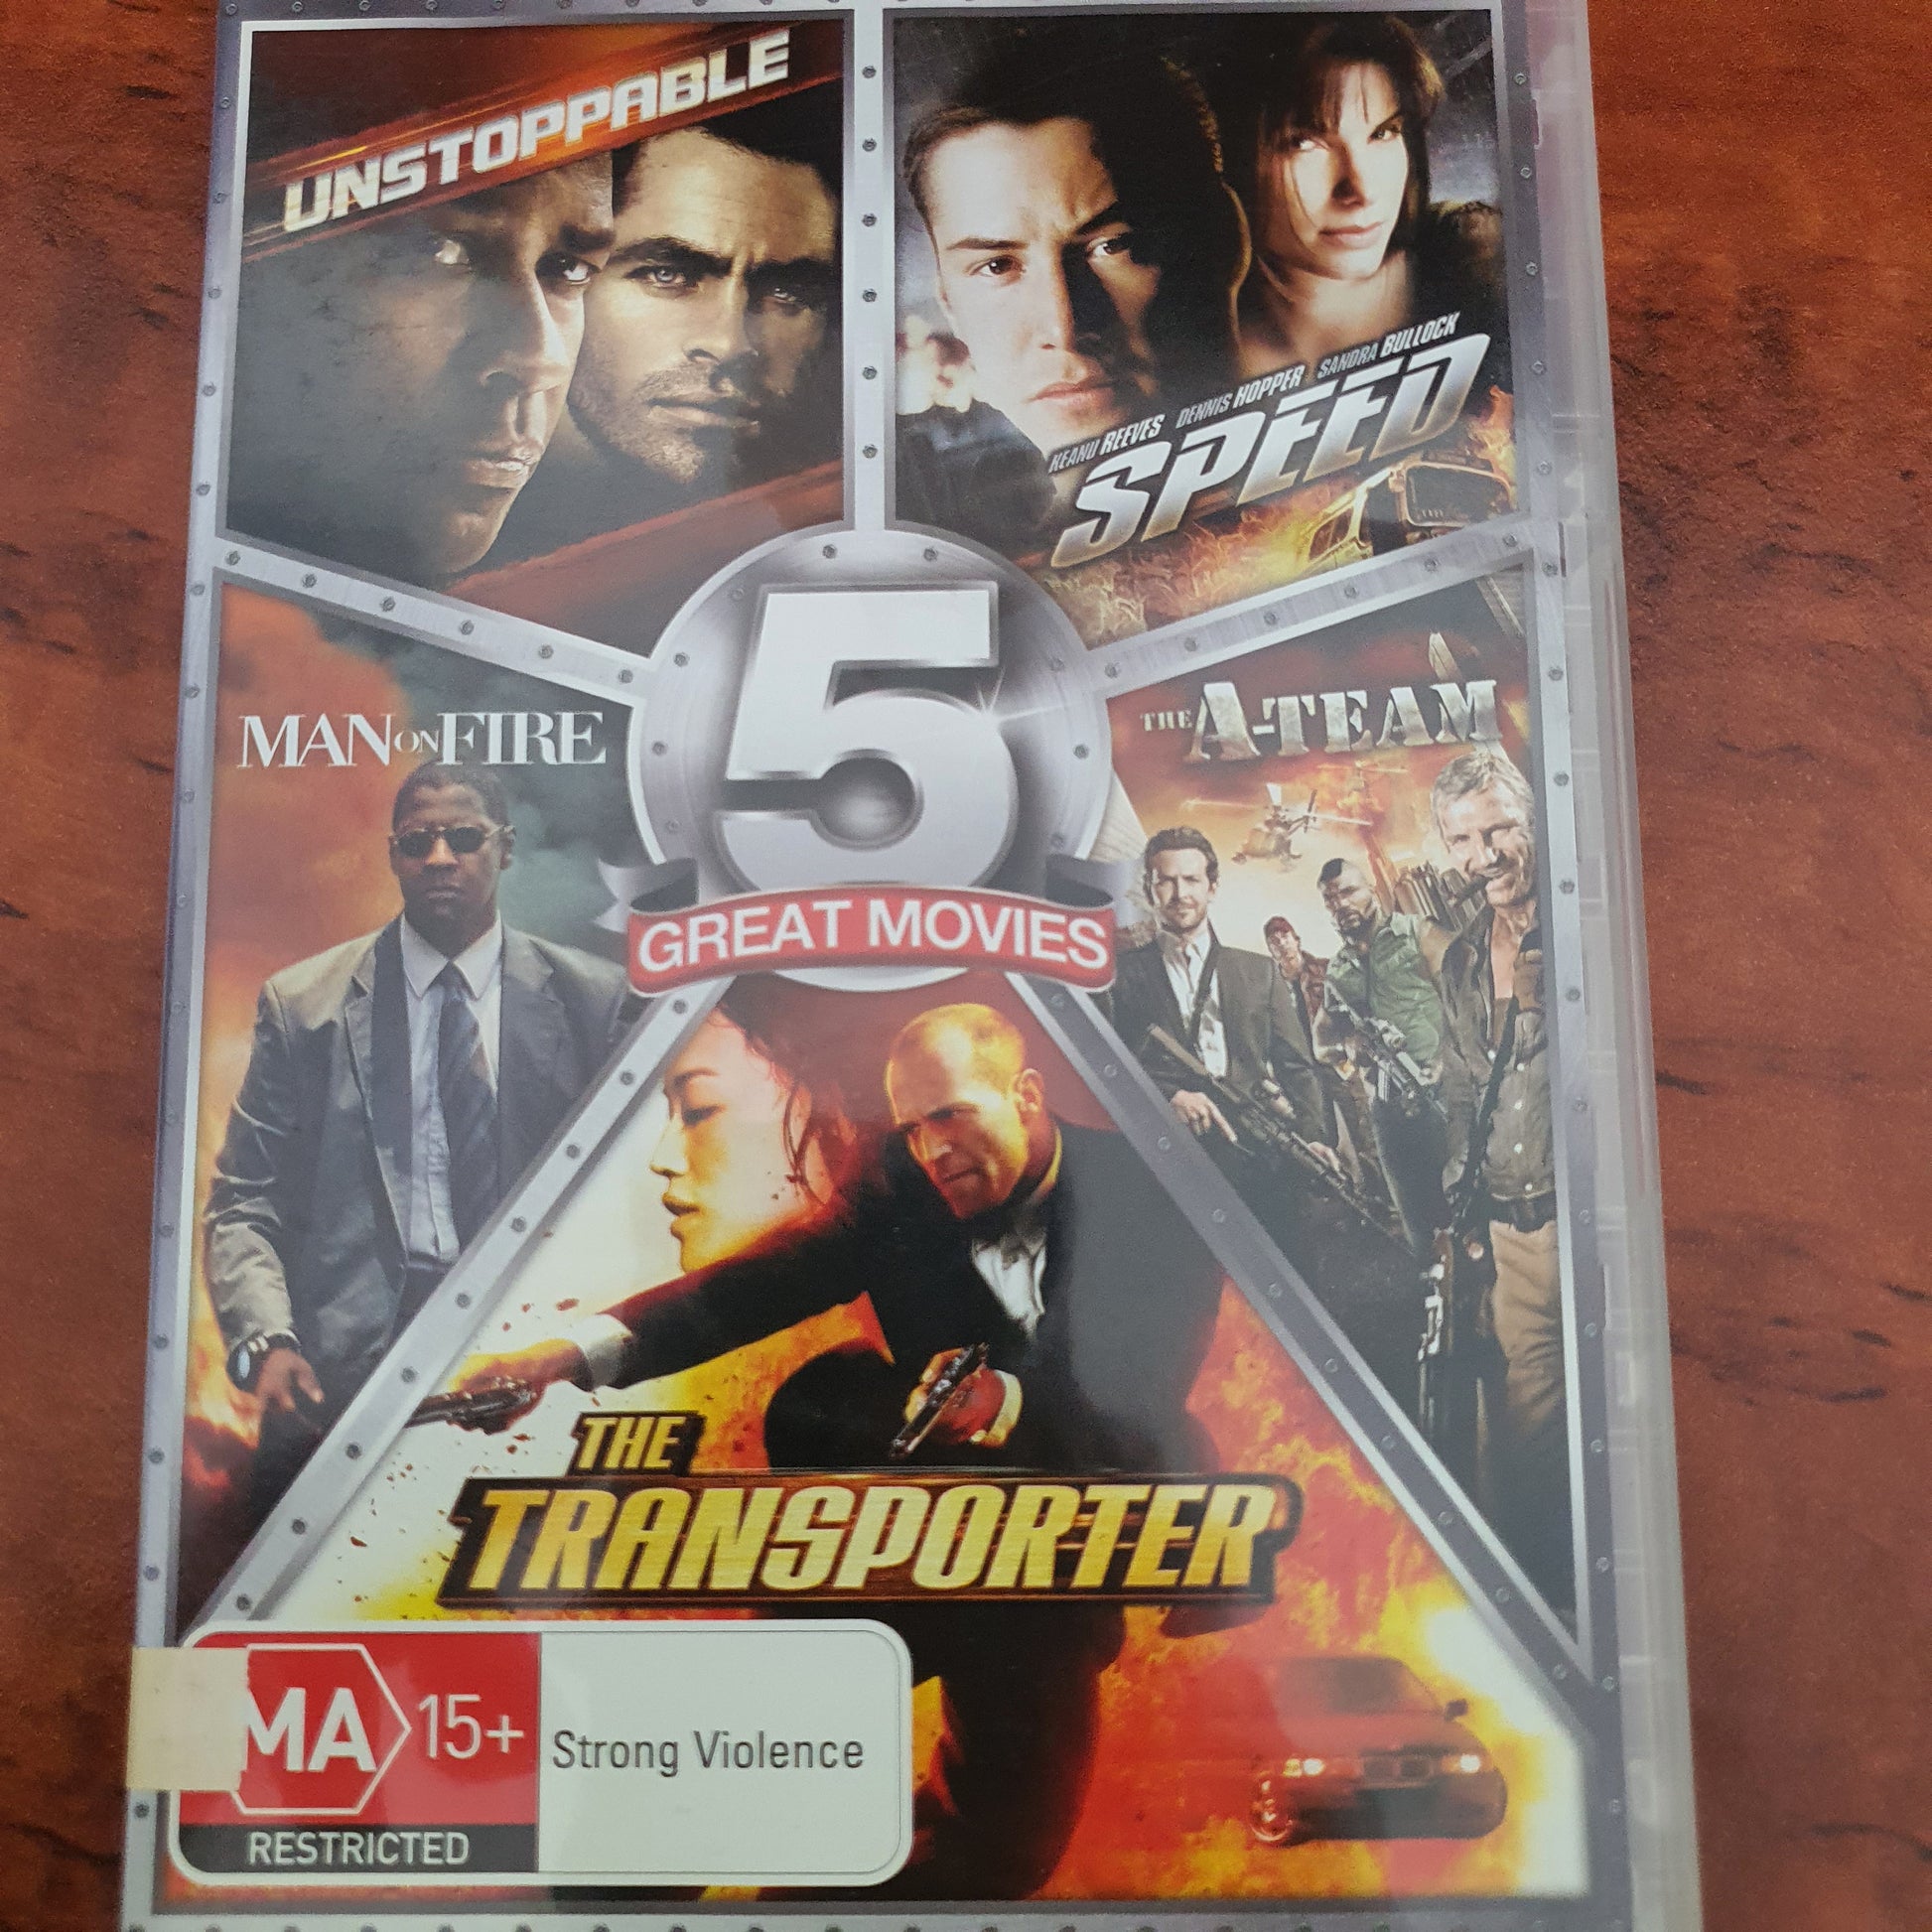 UNSTOPPABLE
KEANU REEVES DENNIS HOPPER SANDRA BULLOCK
SPEED
MAN ON FIRE
5
GREAT MOVIES
THE A-TEAM
THE
TRANSPORTER
MA 15+
RESTRICTED
Strong Violence